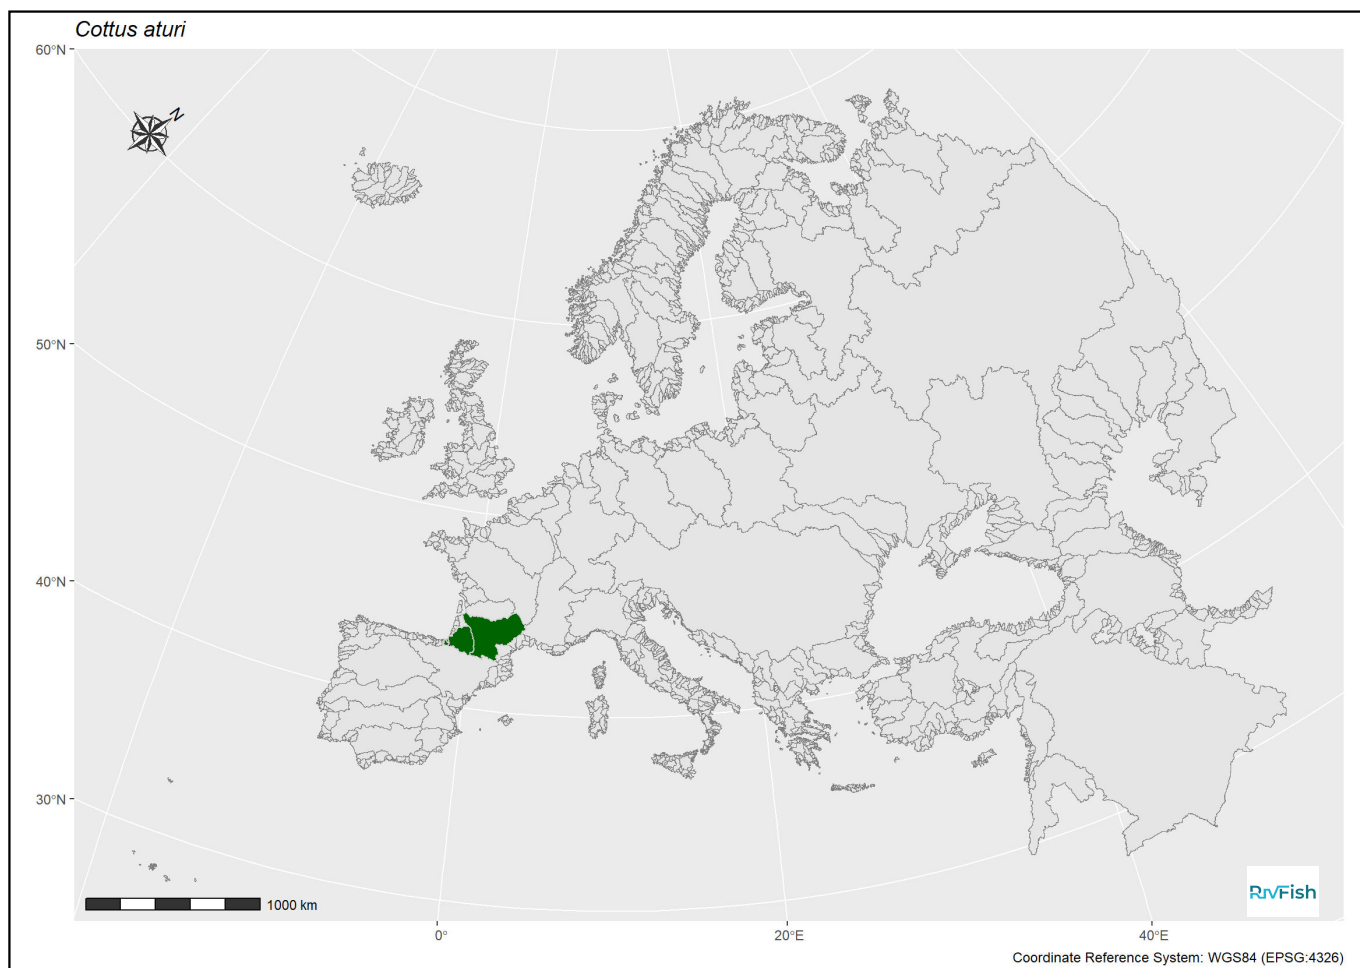 Cottus aturi
60°N
N
50°N
40°N
30°N
1000 km
RivFish
0°
20°E
40°E
Coordinate Reference System: WGS84 (EPSG:4326)